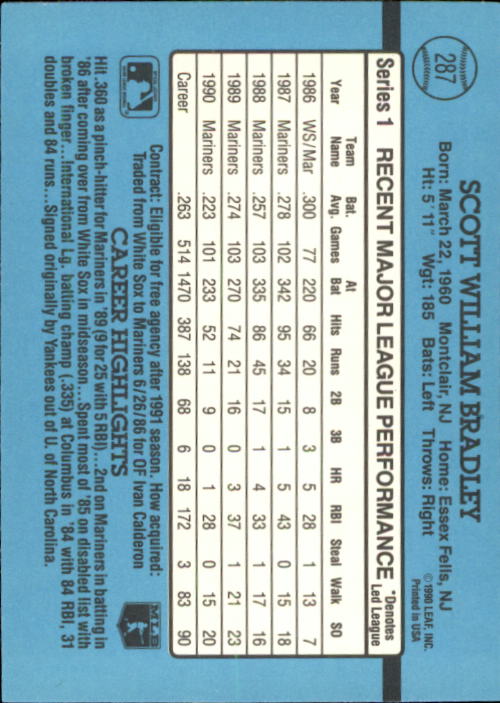 287
SCOTT WILLIAM BRADLEY
Born: March 22, 1960 Montclair, NJ Home: Essex Fells, NJ
Ht: 5' 11" Wgt: 185 Bats: Left Throws: Right
© 1990 LEAF, INC.
Printed in USA
Series 1 RECENT MAJOR LEAGUE PERFORMANCE *Denotes Led League
Year Team Name Bat. Avg. Games At Bat Hits Runs 2B 3B HR RBI Steal Walk SO
1986 WS/Mar .300 77 220 66 20 8 3 5 28 1 13 7
1987 Mariners .278 102 342 95 34 15 1 5 43 0 15 18
1988 Mariners .257 103 335 86 45 17 1 4 33 1 17 16
1989 Mariners .274 103 270 74 21 16 0 3 37 1 21 23
1990 Mariners .223 101 233 52 11 9 0 1 28 0 15 20
Career .263 514 1470 387 138 68 6 18 172 3 83 90
Contract: Eligible for free agency after 1991 season. How acquired:
Traded from White Sox to Mariners 6/26/86 for OF Ivan Calderon
MLB
CAREER HIGHLIGHTS
Hit .360 as a pinch-hitter for Mariners in '89 (9 for 25 with 5 RBI)...2nd on Mariners in batting in
'86 after coming over from White Sox in midseason...Spent most of '85 on disabled list with
broken finger...International Lg. batting champ (.335) at Columbus in '84 with 84 RBI, 31
doubles and 84 runs...Signed originally by Yankees out of U. of North Carolina.